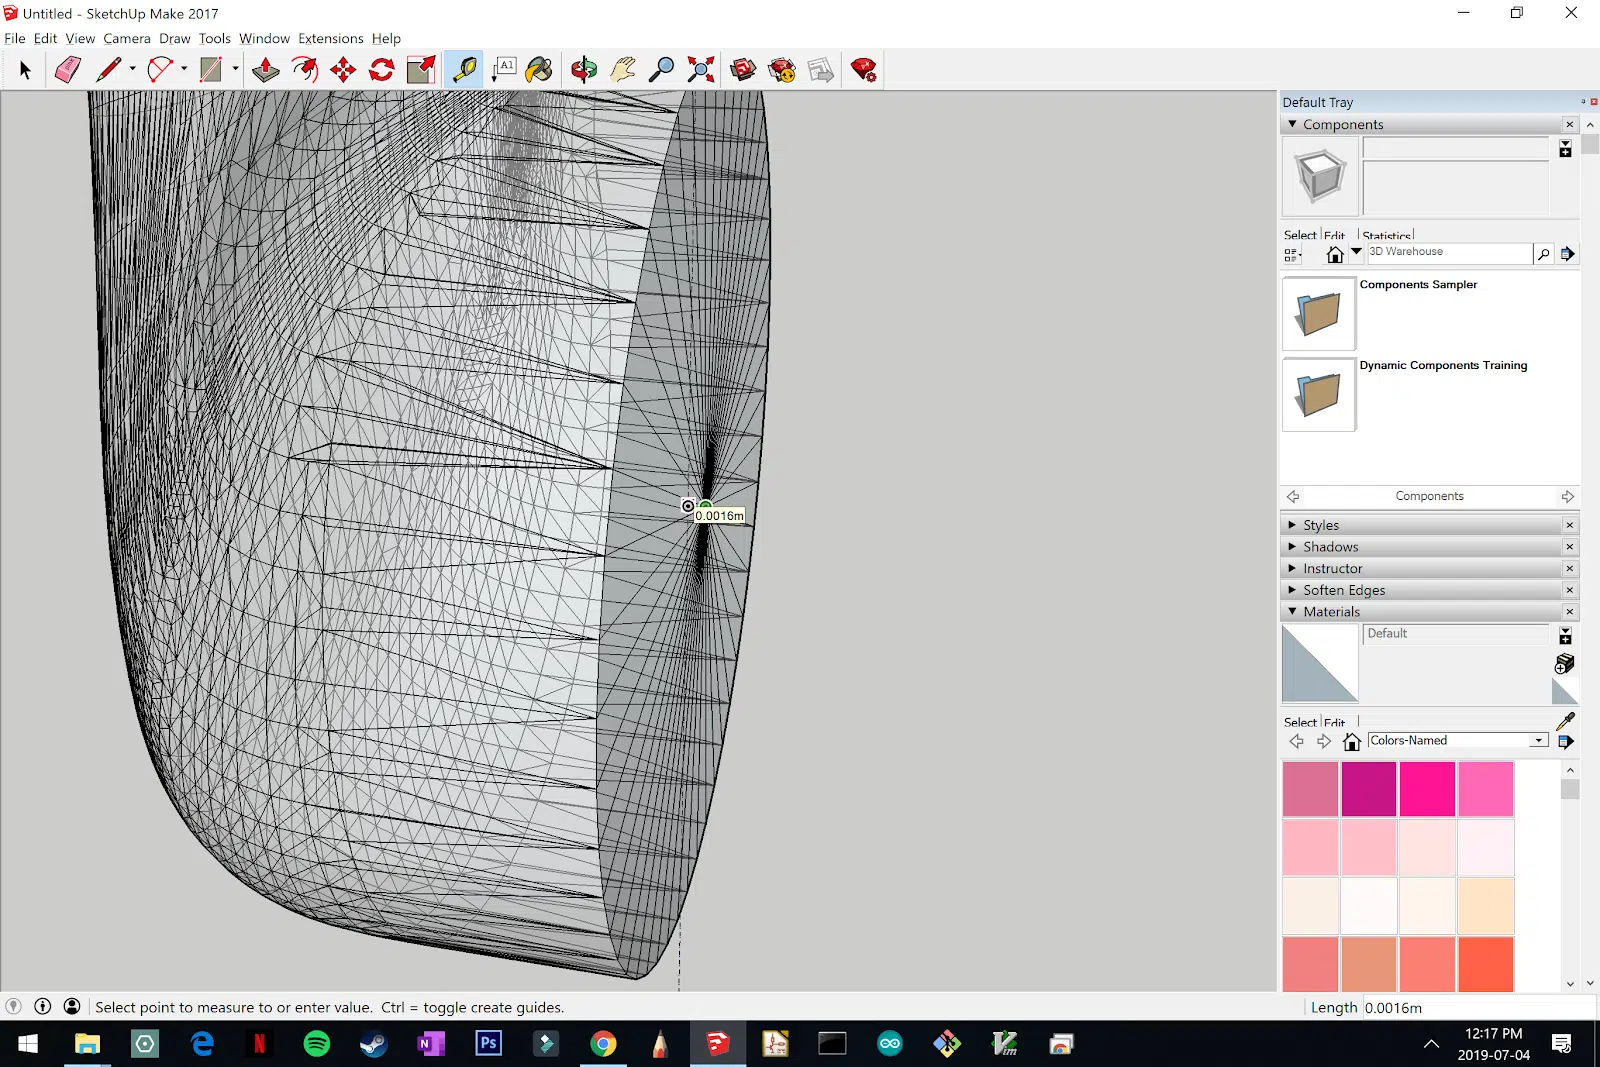 Untitled - SketchUp Make 2017
File Edit View Camera Draw Tools Window Extensions Help
A1
Default Tray
Components
Select Edit Statistics
3D Warehouse
Components Sampler
Dynamic Components Training
0.0016m
Components
Styles
Shadows
Instructor
Soften Edges
Materials
Default
Select Edit
Colors-Named
Select point to measure to or enter value. Ctrl = toggle create guides.
Length 0.0016m
N
N
Ps
Vim
12:17 PM
2019-07-04